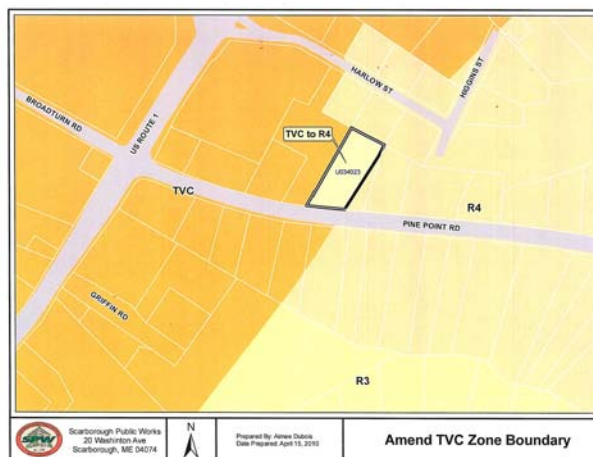 HARLOW ST
HIGGINS ST
BROADTURN RD
US ROUTE 1
TVC to R4
U034023
TVC
R4
PINE POINT RD
GRIFFIN RD
R3
SPW
Scarborough Public Works
20 Washinton Ave
Scarborough, ME 04074
N
Prepared By: Aimee Dubois
Date Prepared: April 15, 2010
Amend TVC Zone Boundary